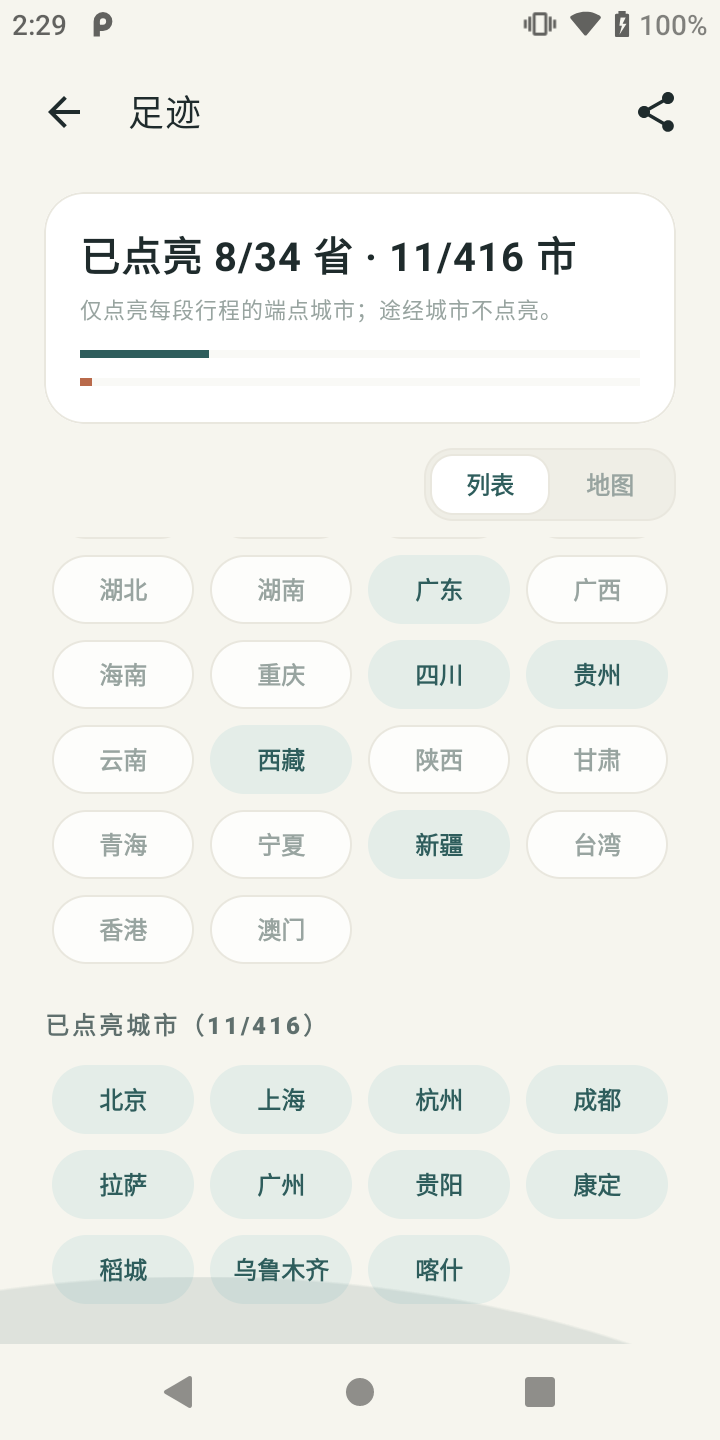 2:29
100%
足迹
已点亮 8/34 省 · 11/416 市
仅点亮每段行程的端点城市；途经城市不点亮。
列表 地图
湖北 湖南 广东 广西
海南 重庆 四川 贵州
云南 西藏 陕西 甘肃
青海 宁夏 新疆 台湾
香港 澳门
已点亮城市（11/416）
北京 上海 杭州 成都
拉萨 广州 贵阳 康定
稻城 乌鲁木齐 喀什